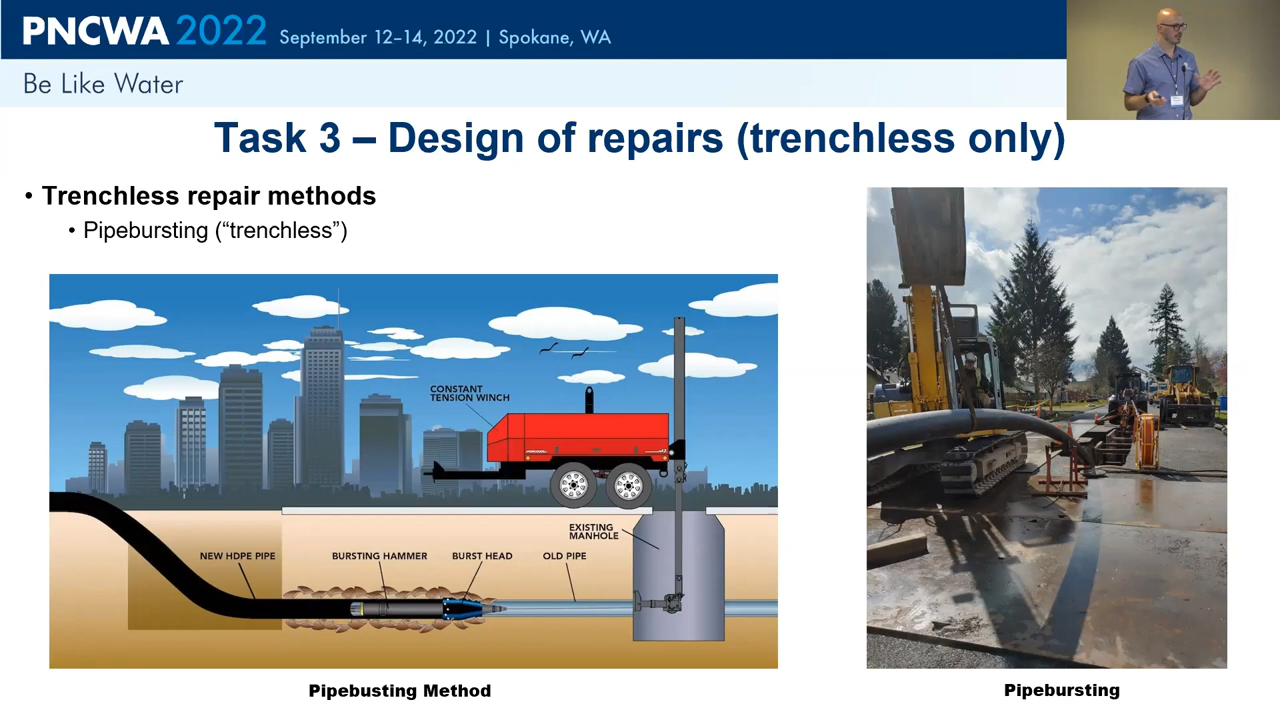 PNCWA 2022 September 12–14, 2022 | Spokane, WA
Be Like Water
Task 3 – Design of repairs (trenchless only)
• Trenchless repair methods
• Pipebursting (“trenchless”)
CONSTANT
TENSION WINCH
EXISTING
MANHOLE
NEW HDPE PIPE
BURSTING HAMMER
BURST HEAD
OLD PIPE
Pipebusting Method
Pipebursting